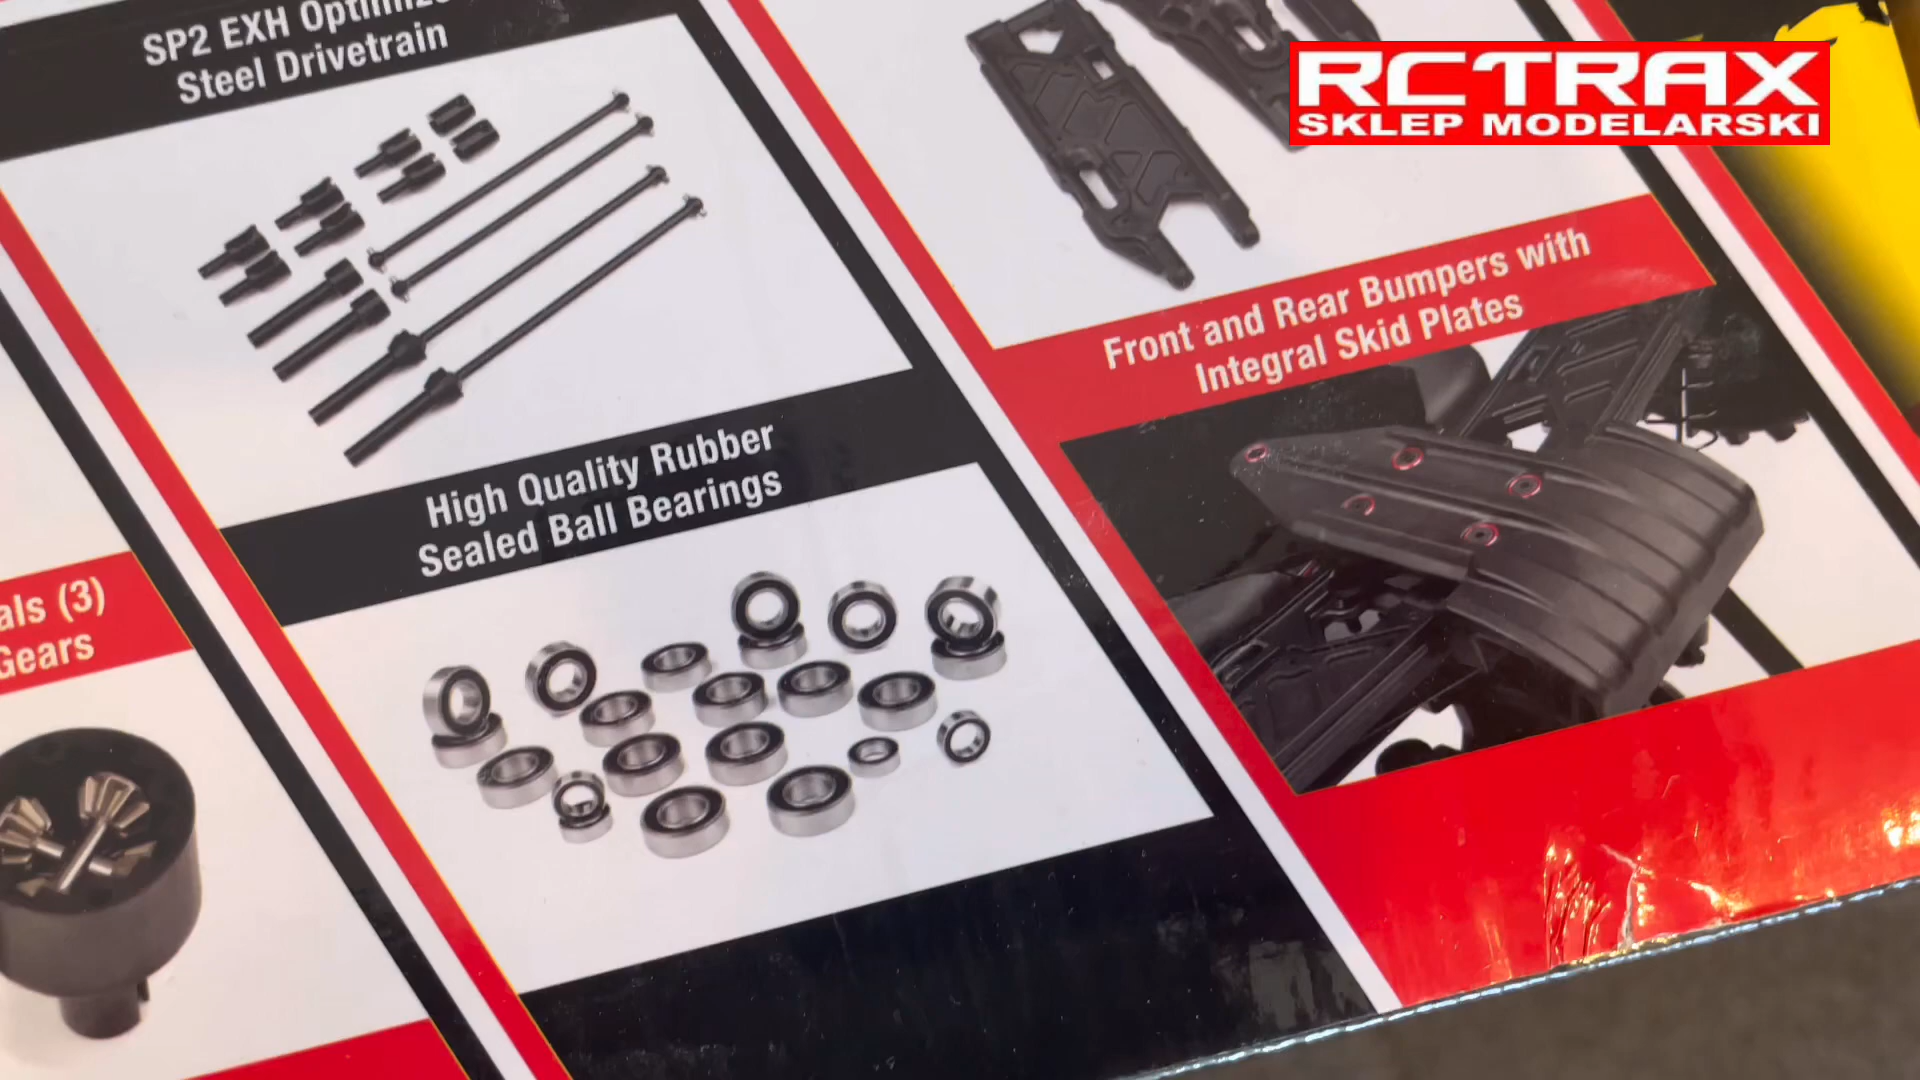 SP2 EXH
Steel Drivetrain
RCTRAX
SKLEP MODELARSKI
Front and Rear Bumpers with
Integral Skid Plates
High Quality Rubber
Sealed Ball Bearings
(3)
Gears